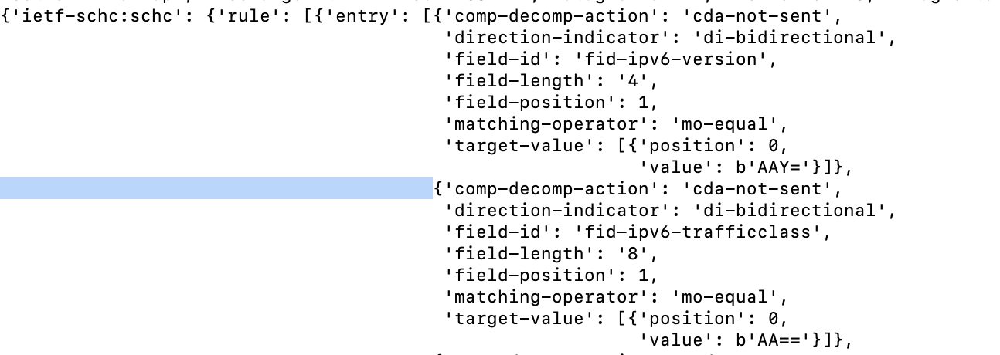 {'ietf-schc:schc': {'rule': [{'entry': [{'comp-decomp-action': 'cda-not-sent',
'direction-indicator': 'di-bidirectional',
'field-id': 'fid-ipv6-version',
'field-length': '4',
'field-position': 1,
'matching-operator': 'mo-equal',
'target-value': [{'position': 0,
'value': b'AAY='}]},
{'comp-decomp-action': 'cda-not-sent',
'direction-indicator': 'di-bidirectional',
'field-id': 'fid-ipv6-trafficclass',
'field-length': '8',
'field-position': 1,
'matching-operator': 'mo-equal',
'target-value': [{'position': 0,
'value': b'AA=='}]},